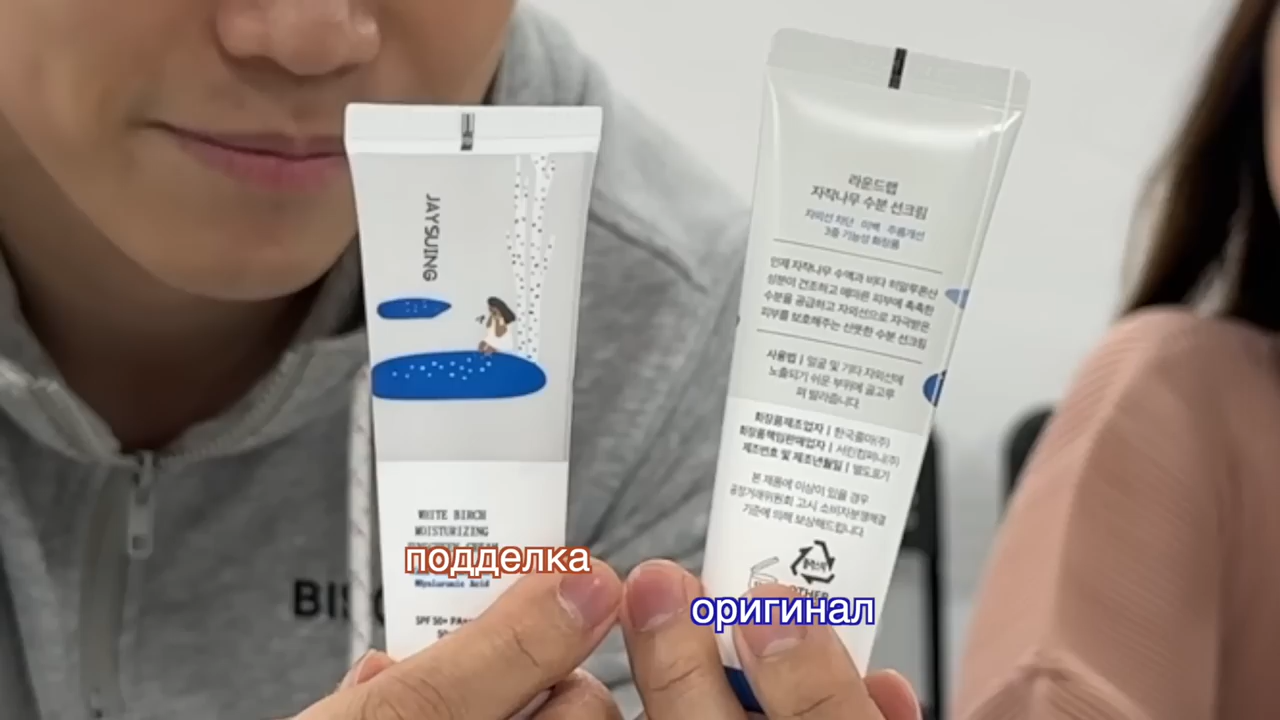 JAYSUING
WHITE BIRCH
MOISTURIZING
Hyaluronic Acid
SPF 50+ PA
50
подделка
라운드랩
자작나무 수분 선크림
자외선 차단 미백 주름개선
3중 기능성 화장품
인제 자작나무 수액과 비타 히알루론산
성분이 건조하고 메마른 피부에 촉촉한
수분을 공급하고 자외선으로 자극받은
피부를 보호해주는 산뜻한 수분 선크림
사용법 | 얼굴 및 기타 자외선에
노출되기 쉬운 부위에 골고루
펴 발라줍니다.
화장품제조업자 | 한국콜마(주)
화장품책임판매업자 | 서린컴퍼니(주)
제조번호 및 제조년월일 | 별도표기
본 제품에 이상이 있을 경우
공정거래위원회 고시 소비자분쟁해결
기준에 의해 보상해드립니다.
OTHER
оригинал
BIS